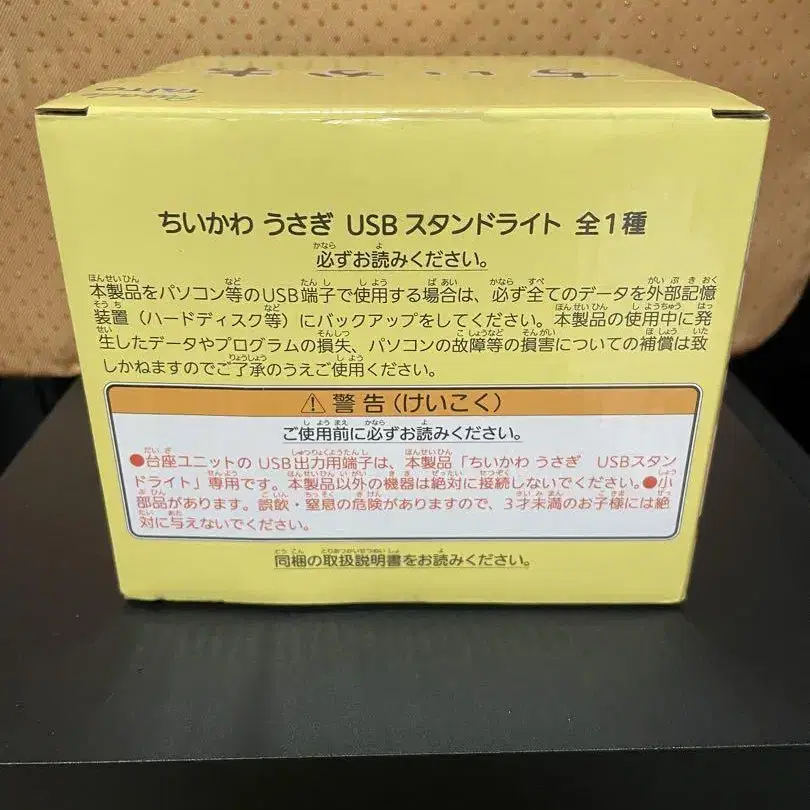 ちいかわ
TAITO
ちいかわ うさぎ USB スタンドライト 全1種
必ずお読みください。
本製品をパソコン等のUSB端子で使用する場合は、必ず全てのデータを外部記憶
装置（ハードディスク等）にバックアップをしてください。本製品の使用中に発
生したデータやプログラムの損失、パソコンの故障等の損害についての補償は致
しかねますのでご了承のうえご使用ください。
⚠ 警告（けいこく）
ご使用前に必ずお読みください。
●台座ユニットの USB出力用端子は、本製品「ちいかわ うさぎ USBスタン
ドライト」専用です。本製品以外の機器は絶対に接続しないでください。●小
部品があります。誤飲・窒息の危険がありますので、3才未満のお子様には絶
対に与えないでください。
同梱の取扱説明書をお読みください。